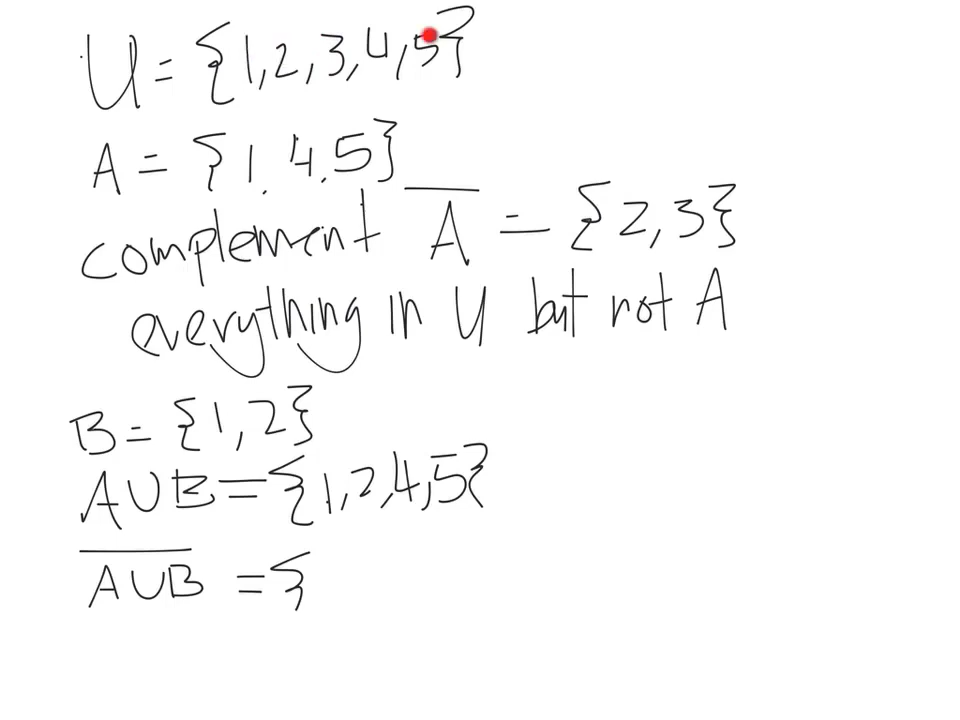 U = {1,2,3,4,5}
A = {1,4,5}
complement A̅ = {2,3}
everything in U but not A
B = {1,2}
A∪B = {1,2,4,5}
A̅∪̅B̅ = {